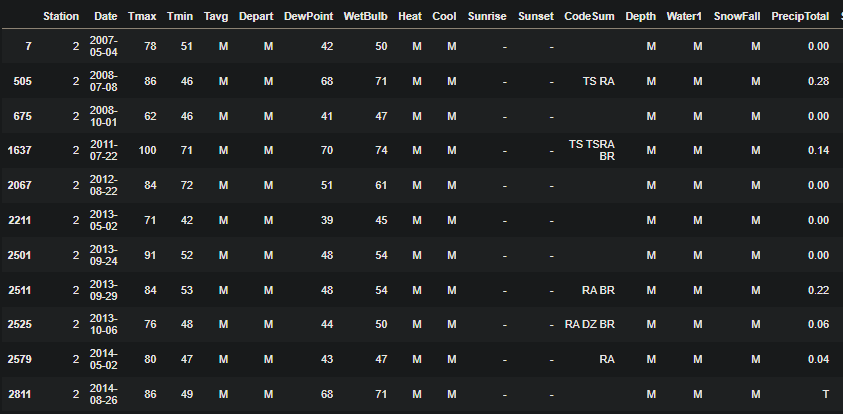 Station Date Tmax Tmin Tavg Depart DewPoint WetBulb Heat Cool Sunrise Sunset CodeSum Depth Water1 SnowFall PrecipTotal
7 2 2007-05-04 78 51 M M 42 50 M M - - M M M 0.00
505 2 2008-07-08 86 46 M M 68 71 M M - - TS RA M M M 0.28
675 2 2008-10-01 62 46 M M 41 47 M M - - M M M 0.00
1637 2 2011-07-22 100 71 M M 70 74 M M - - TS TSRA BR M M M 0.14
2067 2 2012-08-22 84 72 M M 51 61 M M - - M M M 0.00
2211 2 2013-05-02 71 42 M M 39 45 M M - - M M M 0.00
2501 2 2013-09-24 91 52 M M 48 54 M M - - M M M 0.00
2511 2 2013-09-29 84 53 M M 48 54 M M - - RA BR M M M 0.22
2525 2 2013-10-06 76 48 M M 44 50 M M - - RA DZ BR M M M 0.06
2579 2 2014-05-02 80 47 M M 43 47 M M - - RA M M M 0.04
2811 2 2014-08-26 86 49 M M 68 71 M M - - M M M T